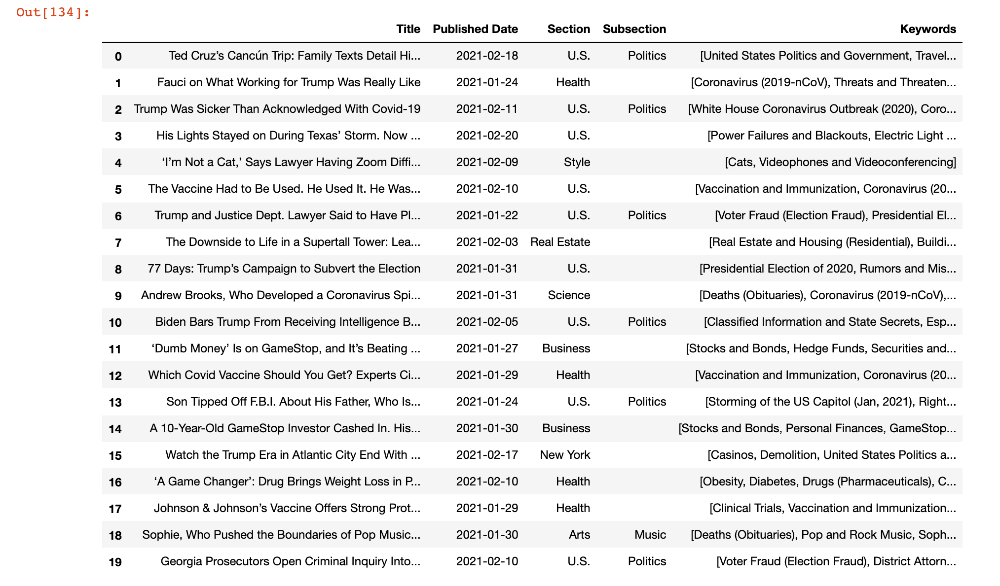 Out[134]:
Title Published Date Section Subsection Keywords
0 Ted Cruz’s Cancún Trip: Family Texts Detail Hi... 2021-02-18 U.S. Politics [United States Politics and Government, Travel...
1 Fauci on What Working for Trump Was Really Like 2021-01-24 Health [Coronavirus (2019-nCoV), Threats and Threaten...
2 Trump Was Sicker Than Acknowledged With Covid-19 2021-02-11 U.S. Politics [White House Coronavirus Outbreak (2020), Coro...
3 His Lights Stayed on During Texas’ Storm. Now ... 2021-02-20 U.S. [Power Failures and Blackouts, Electric Light ...
4 ‘I’m Not a Cat,’ Says Lawyer Having Zoom Diffi... 2021-02-09 Style [Cats, Videophones and Videoconferencing]
5 The Vaccine Had to Be Used. He Used It. He Was... 2021-02-10 U.S. [Vaccination and Immunization, Coronavirus (20...
6 Trump and Justice Dept. Lawyer Said to Have Pl... 2021-01-22 U.S. Politics [Voter Fraud (Election Fraud), Presidential El...
7 The Downside to Life in a Supertall Tower: Lea... 2021-02-03 Real Estate [Real Estate and Housing (Residential), Buildi...
8 77 Days: Trump’s Campaign to Subvert the Election 2021-01-31 U.S. [Presidential Election of 2020, Rumors and Mis...
9 Andrew Brooks, Who Developed a Coronavirus Spi... 2021-01-31 Science [Deaths (Obituaries), Coronavirus (2019-nCoV),...
10 Biden Bars Trump From Receiving Intelligence B... 2021-02-05 U.S. Politics [Classified Information and State Secrets, Esp...
11 ‘Dumb Money’ Is on GameStop, and It’s Beating ... 2021-01-27 Business [Stocks and Bonds, Hedge Funds, Securities and...
12 Which Covid Vaccine Should You Get? Experts Ci... 2021-01-29 Health [Vaccination and Immunization, Coronavirus (20...
13 Son Tipped Off F.B.I. About His Father, Who Is... 2021-01-24 U.S. Politics [Storming of the US Capitol (Jan, 2021), Right...
14 A 10-Year-Old GameStop Investor Cashed In. His... 2021-01-30 Business [Stocks and Bonds, Personal Finances, GameStop...
15 Watch the Trump Era in Atlantic City End With ... 2021-02-17 New York [Casinos, Demolition, United States Politics a...
16 ‘A Game Changer’: Drug Brings Weight Loss in P... 2021-02-10 Health [Obesity, Diabetes, Drugs (Pharmaceuticals), C...
17 Johnson & Johnson’s Vaccine Offers Strong Prot... 2021-01-29 Health [Clinical Trials, Vaccination and Immunization...
18 Sophie, Who Pushed the Boundaries of Pop Music... 2021-01-30 Arts Music [Deaths (Obituaries), Pop and Rock Music, Soph...
19 Georgia Prosecutors Open Criminal Inquiry Into... 2021-02-10 U.S. Politics [Voter Fraud (Election Fraud), District Attorn...